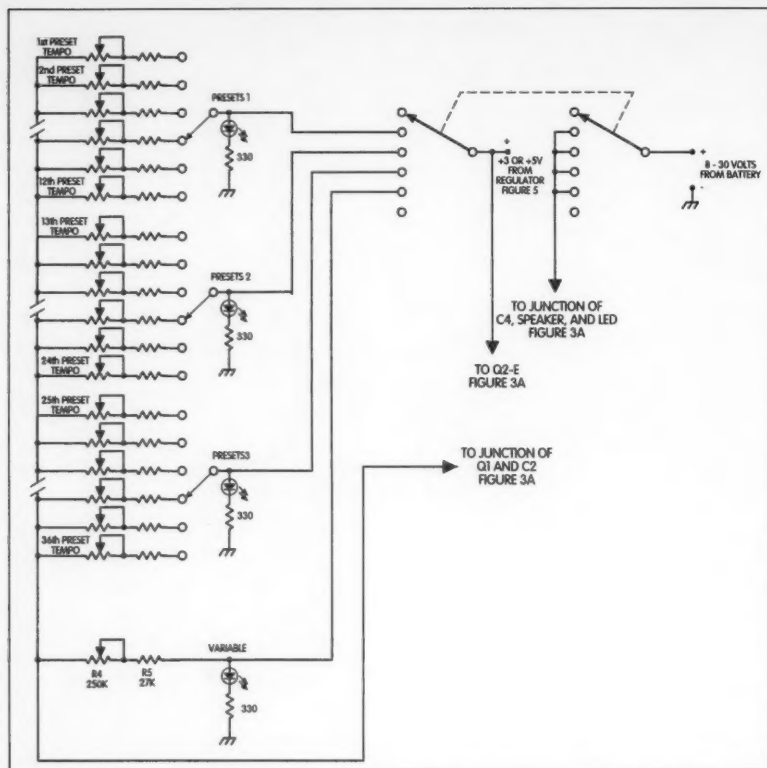 1st PRESET
TEMPO
2nd PRESET
TEMPO
PRESETS 1
330
12th PRESET
TEMPO
+
+3 OR +5V
FROM
REGULATOR
FIGURE 5
+
8 - 30 VOLTS
FROM BATTERY
-
13th PRESET
TEMPO
PRESETS 2
330
24th PRESET
TEMPO
TO JUNCTION OF
C4, SPEAKER, AND LED
FIGURE 3A
TO Q2-E
FIGURE 3A
25th PRESET
TEMPO
PRESETS3
330
36th PRESET
TEMPO
TO JUNCTION OF
Q1 AND C2
FIGURE 3A
VARIABLE
R4
250K
R5
27K
330